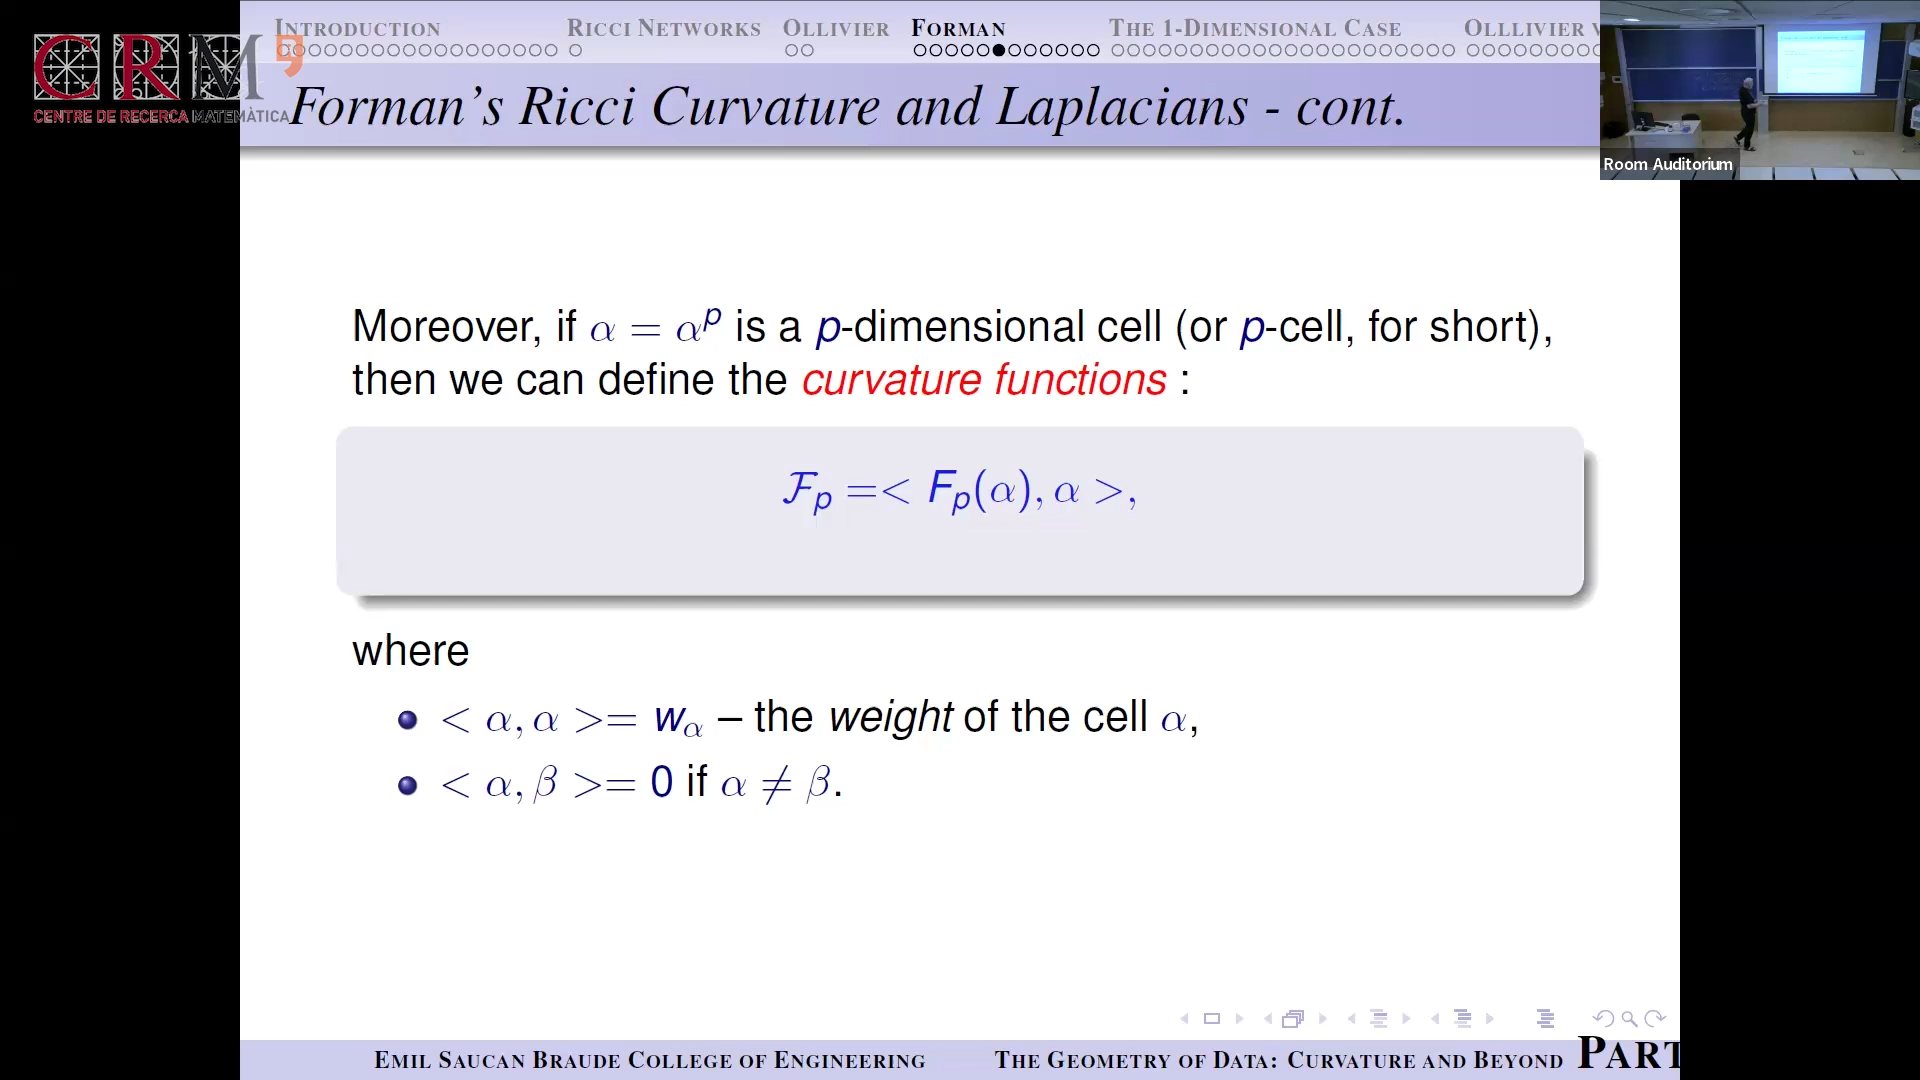 INTRODUCTION RICCI NETWORKS OLLIVIER FORMAN THE 1-DIMENSIONAL CASE OLLLIVIER V
CRM
CENTRE DE RECERCA MATEMÀTICA
Forman's Ricci Curvature and Laplacians - cont.
Room Auditorium
Moreover, if α = α^p is a p-dimensional cell (or p-cell, for short),
then we can define the curvature functions :
ℱ_p =< F_p(α), α >,
where
< α, α >= w_α – the weight of the cell α,
< α, β >= 0 if α ≠ β.
EMIL SAUCAN BRAUDE COLLEGE OF ENGINEERING THE GEOMETRY OF DATA: CURVATURE AND BEYOND PART